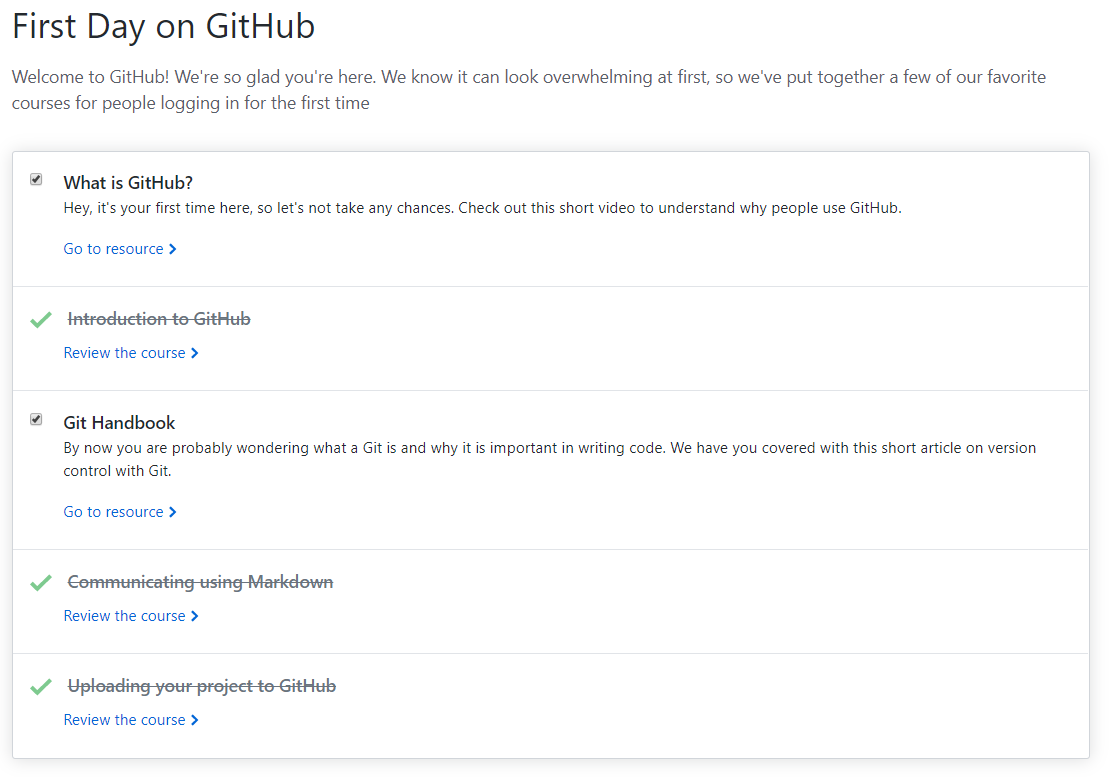 First Day on GitHub
Welcome to GitHub! We're so glad you're here. We know it can look overwhelming at first, so we've put together a few of our favorite
courses for people logging in for the first time
What is GitHub?
Hey, it's your first time here, so let's not take any chances. Check out this short video to understand why people use GitHub.
Go to resource
Introduction to GitHub
Review the course
Git Handbook
By now you are probably wondering what a Git is and why it is important in writing code. We have you covered with this short article on version
control with Git.
Go to resource
Communicating using Markdown
Review the course
Uploading your project to GitHub
Review the course